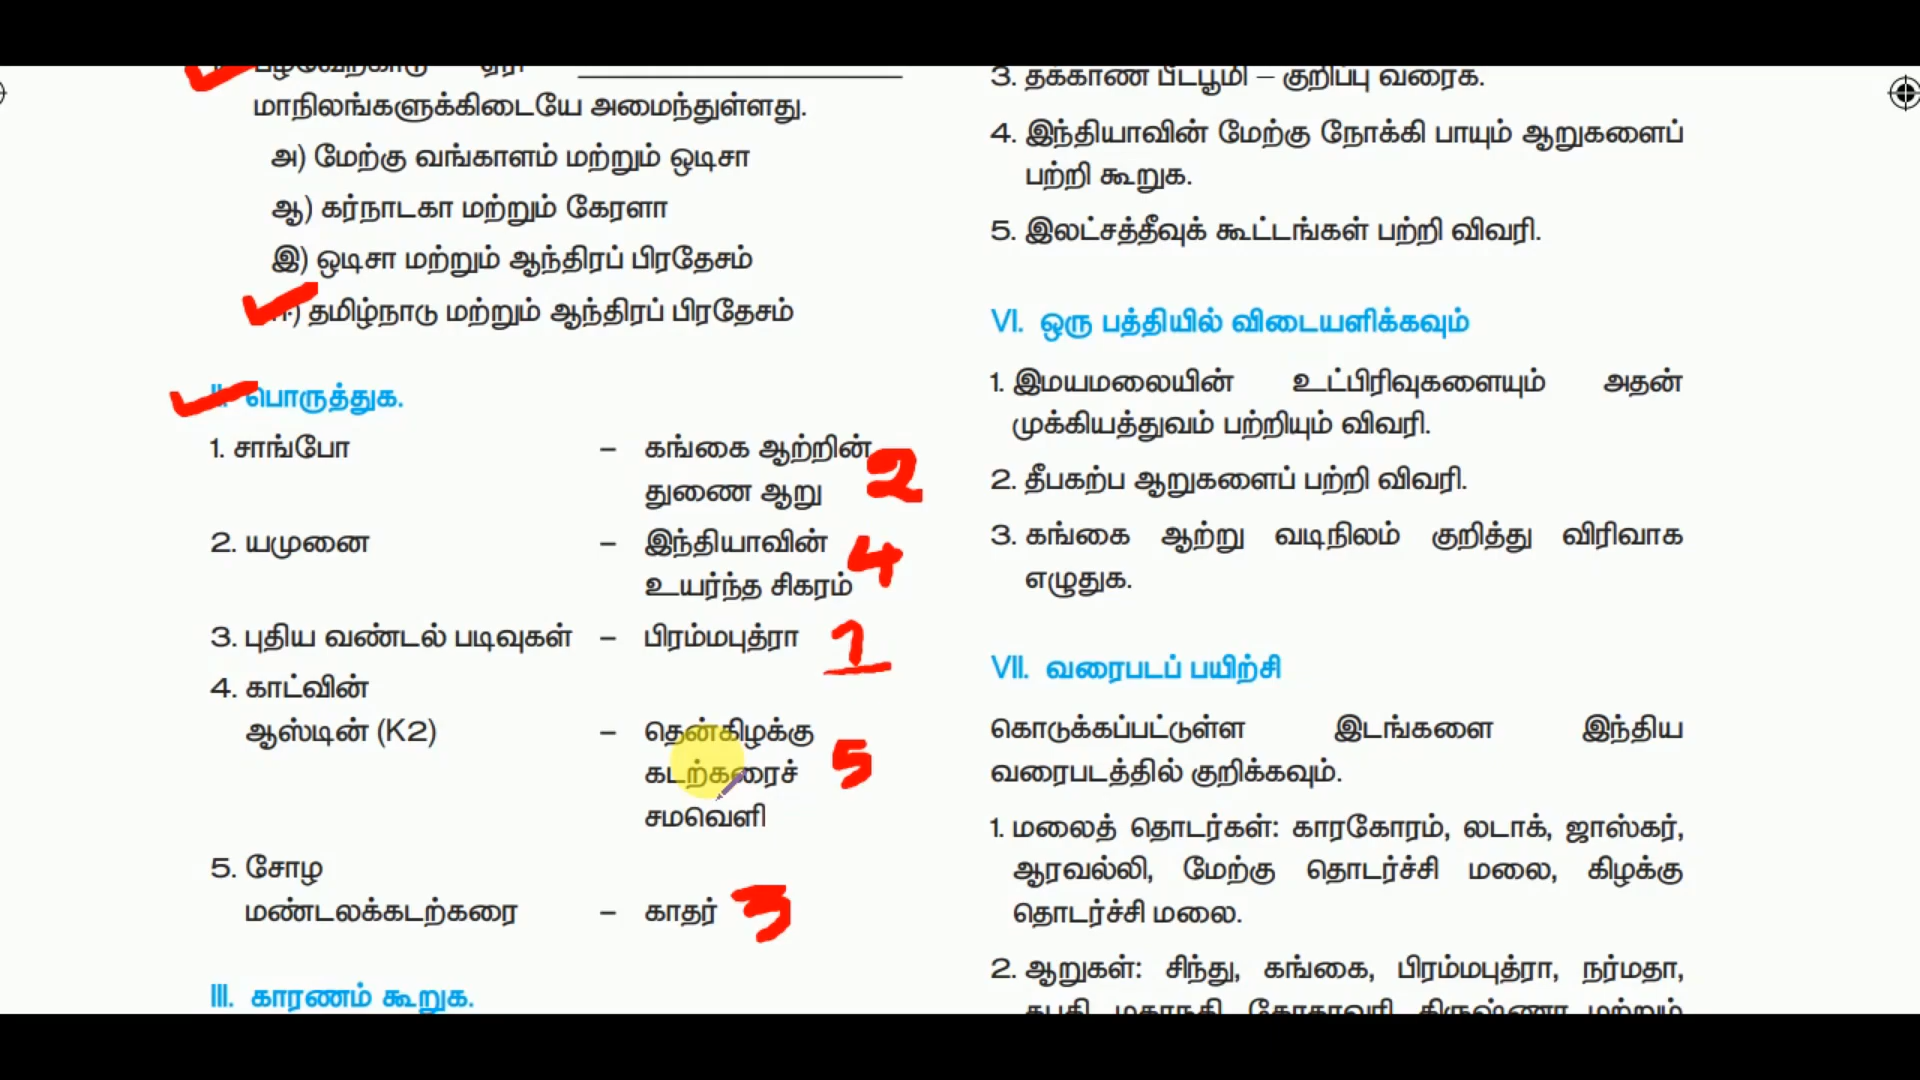 மாநிலங்களுக்கிடையே அமைந்துள்ளது.
அ) மேற்கு வங்காளம் மற்றும் ஒடிசா
ஆ) கர்நாடகா மற்றும் கேரளா
இ) ஒடிசா மற்றும் ஆந்திரப் பிரதேசம்
தமிழ்நாடு மற்றும் ஆந்திரப் பிரதேசம்
II. பொருத்துக.
1. சாங்போ – கங்கை ஆற்றின்
துணை ஆறு 2
2. யமுனை – இந்தியாவின்
உயர்ந்த சிகரம் 4
3. புதிய வண்டல் படிவுகள் – பிரம்மபுத்ரா 1
4. காட்வின்
ஆஸ்டின் (K2) – தென்கிழக்கு
கடற்கரைச் 5
சமவெளி
5. சோழ
மண்டலக்கடற்கரை – காதர் 3
III. காரணம் கூறுக.
3. தக்காண பீடபூமி – குறிப்பு வரைக.
4. இந்தியாவின் மேற்கு நோக்கி பாயும் ஆறுகளைப்
பற்றி கூறுக.
5. இலட்சத்தீவுக் கூட்டங்கள் பற்றி விவரி.
VI. ஒரு பத்தியில் விடையளிக்கவும்
1. இமயமலையின் உட்பிரிவுகளையும் அதன்
முக்கியத்துவம் பற்றியும் விவரி.
2. தீபகற்ப ஆறுகளைப் பற்றி விவரி.
3. கங்கை ஆற்று வடிநிலம் குறித்து விரிவாக
எழுதுக.
VII. வரைபடப் பயிற்சி
கொடுக்கப்பட்டுள்ள இடங்களை இந்திய
வரைபடத்தில் குறிக்கவும்.
1. மலைத் தொடர்கள்: காரகோரம், லடாக், ஜாஸ்கர்,
ஆரவல்லி, மேற்கு தொடர்ச்சி மலை, கிழக்கு
தொடர்ச்சி மலை.
2. ஆறுகள்: சிந்து, கங்கை, பிரம்மபுத்ரா, நர்மதா,